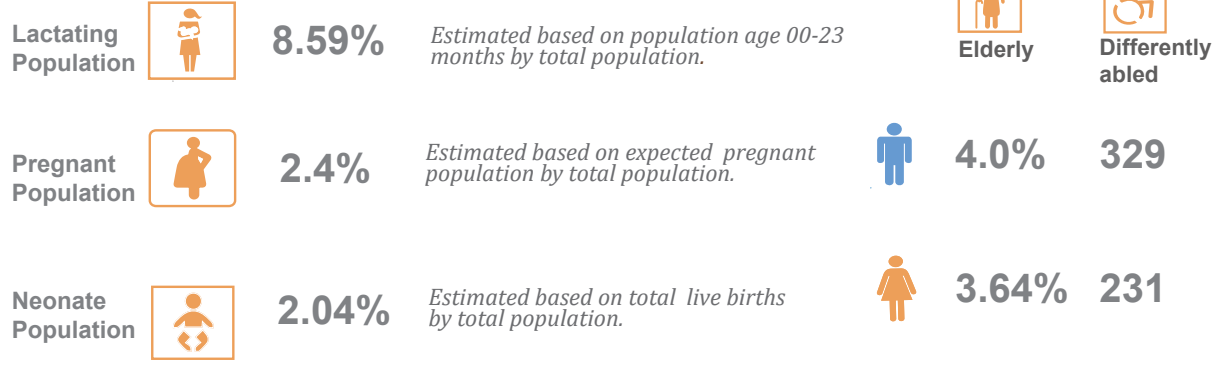 Lactating
Population
8.59%
Estimated based on population age 00-23
months by total population.
Pregnant
Population
2.4%
Estimated based on expected pregnant
population by total population.
Neonate
Population
2.04%
Estimated based on total live births
by total population.
Elderly
Differently
abled
4.0%
329
3.64%
231